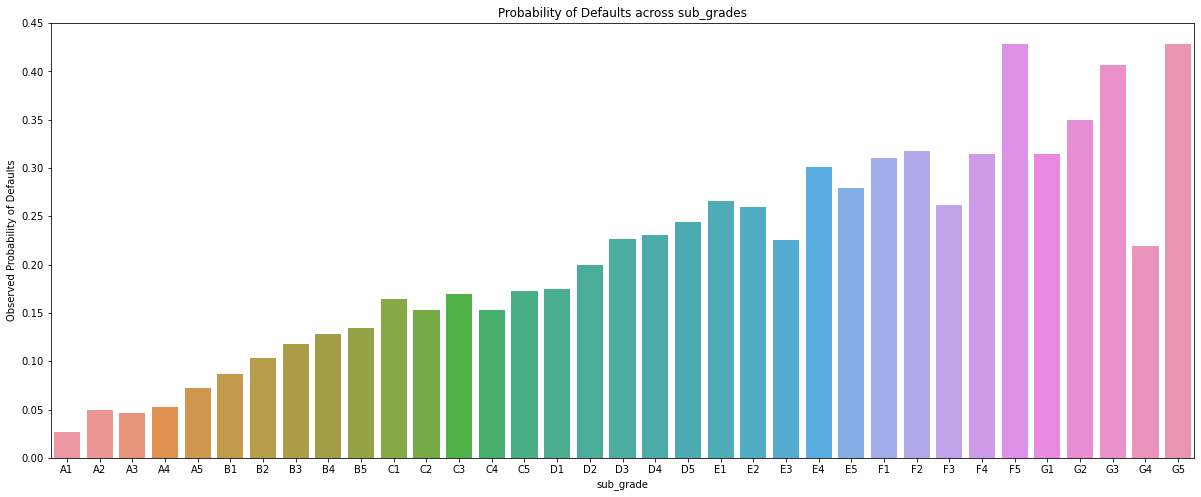 Probability of Defaults across sub_grades
Observed Probability of Defaults
0.45
0.40
0.35
0.30
0.25
0.20
0.15
0.10
0.05
0.00
A1 A2 A3 A4 A5 B1 B2 B3 B4 B5 C1 C2 C3 C4 C5 D1 D2 D3 D4 D5 E1 E2 E3 E4 E5 F1 F2 F3 F4 F5 G1 G2 G3 G4 G5
sub_grade